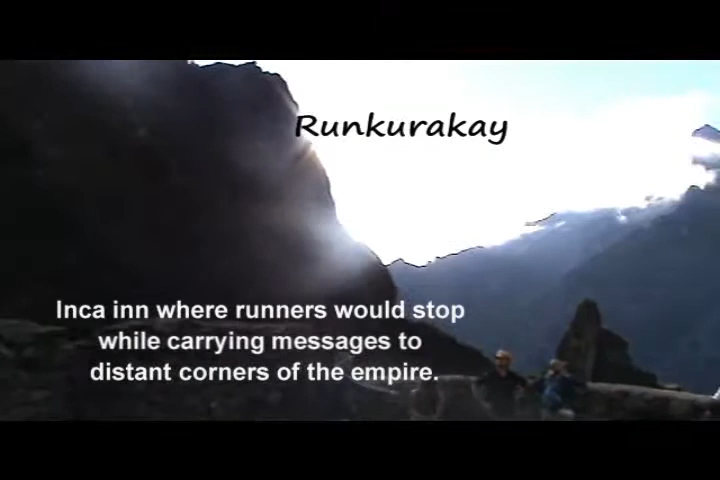 Runkurakay
Inca inn where runners would stop
while carrying messages to
distant corners of the empire.